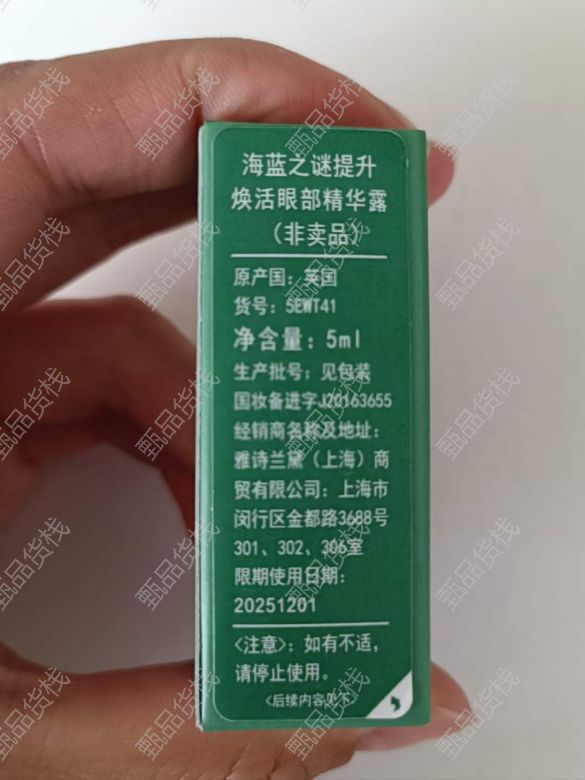 海蓝之谜提升
焕活眼部精华露
（非卖品）
原产国：英国
货号：5EWT41
净含量：5ml
生产批号：见包装
国妆备进字J20163655
经销商名称及地址：
雅诗兰黛（上海）商
贸有限公司：上海市
闵行区金都路3688号
301、302、306室
限期使用日期：
20251201
<注意>：如有不适，
请停止使用。
<后续内容见下>
甄品货栈